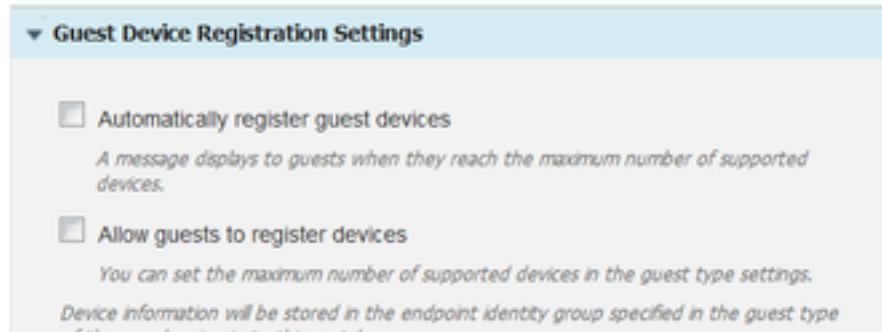 Guest Device Registration Settings
Automatically register guest devices
A message displays to guests when they reach the maximum number of supported
devices.
Allow guests to register devices
You can set the maximum number of supported devices in the guest type settings.
Device information will be stored in the endpoint identity group specified in the guest type